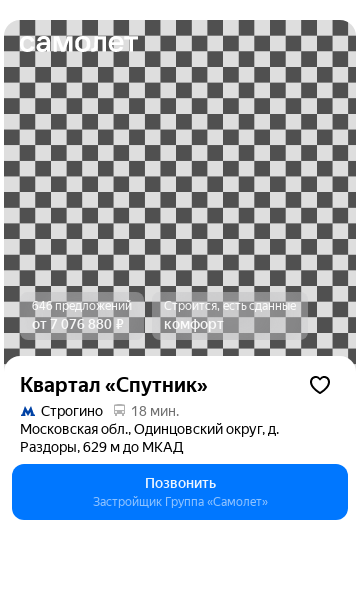 самолет
646 предложений
от 7 076 880 ₽
Строится, есть сданные
комфорт
Квартал «Спутник»
Строгино 18 мин.
Московская обл., Одинцовский округ, д.
Раздоры, 629 м до МКАД
Позвонить
Застройщик Группа «Самолет»